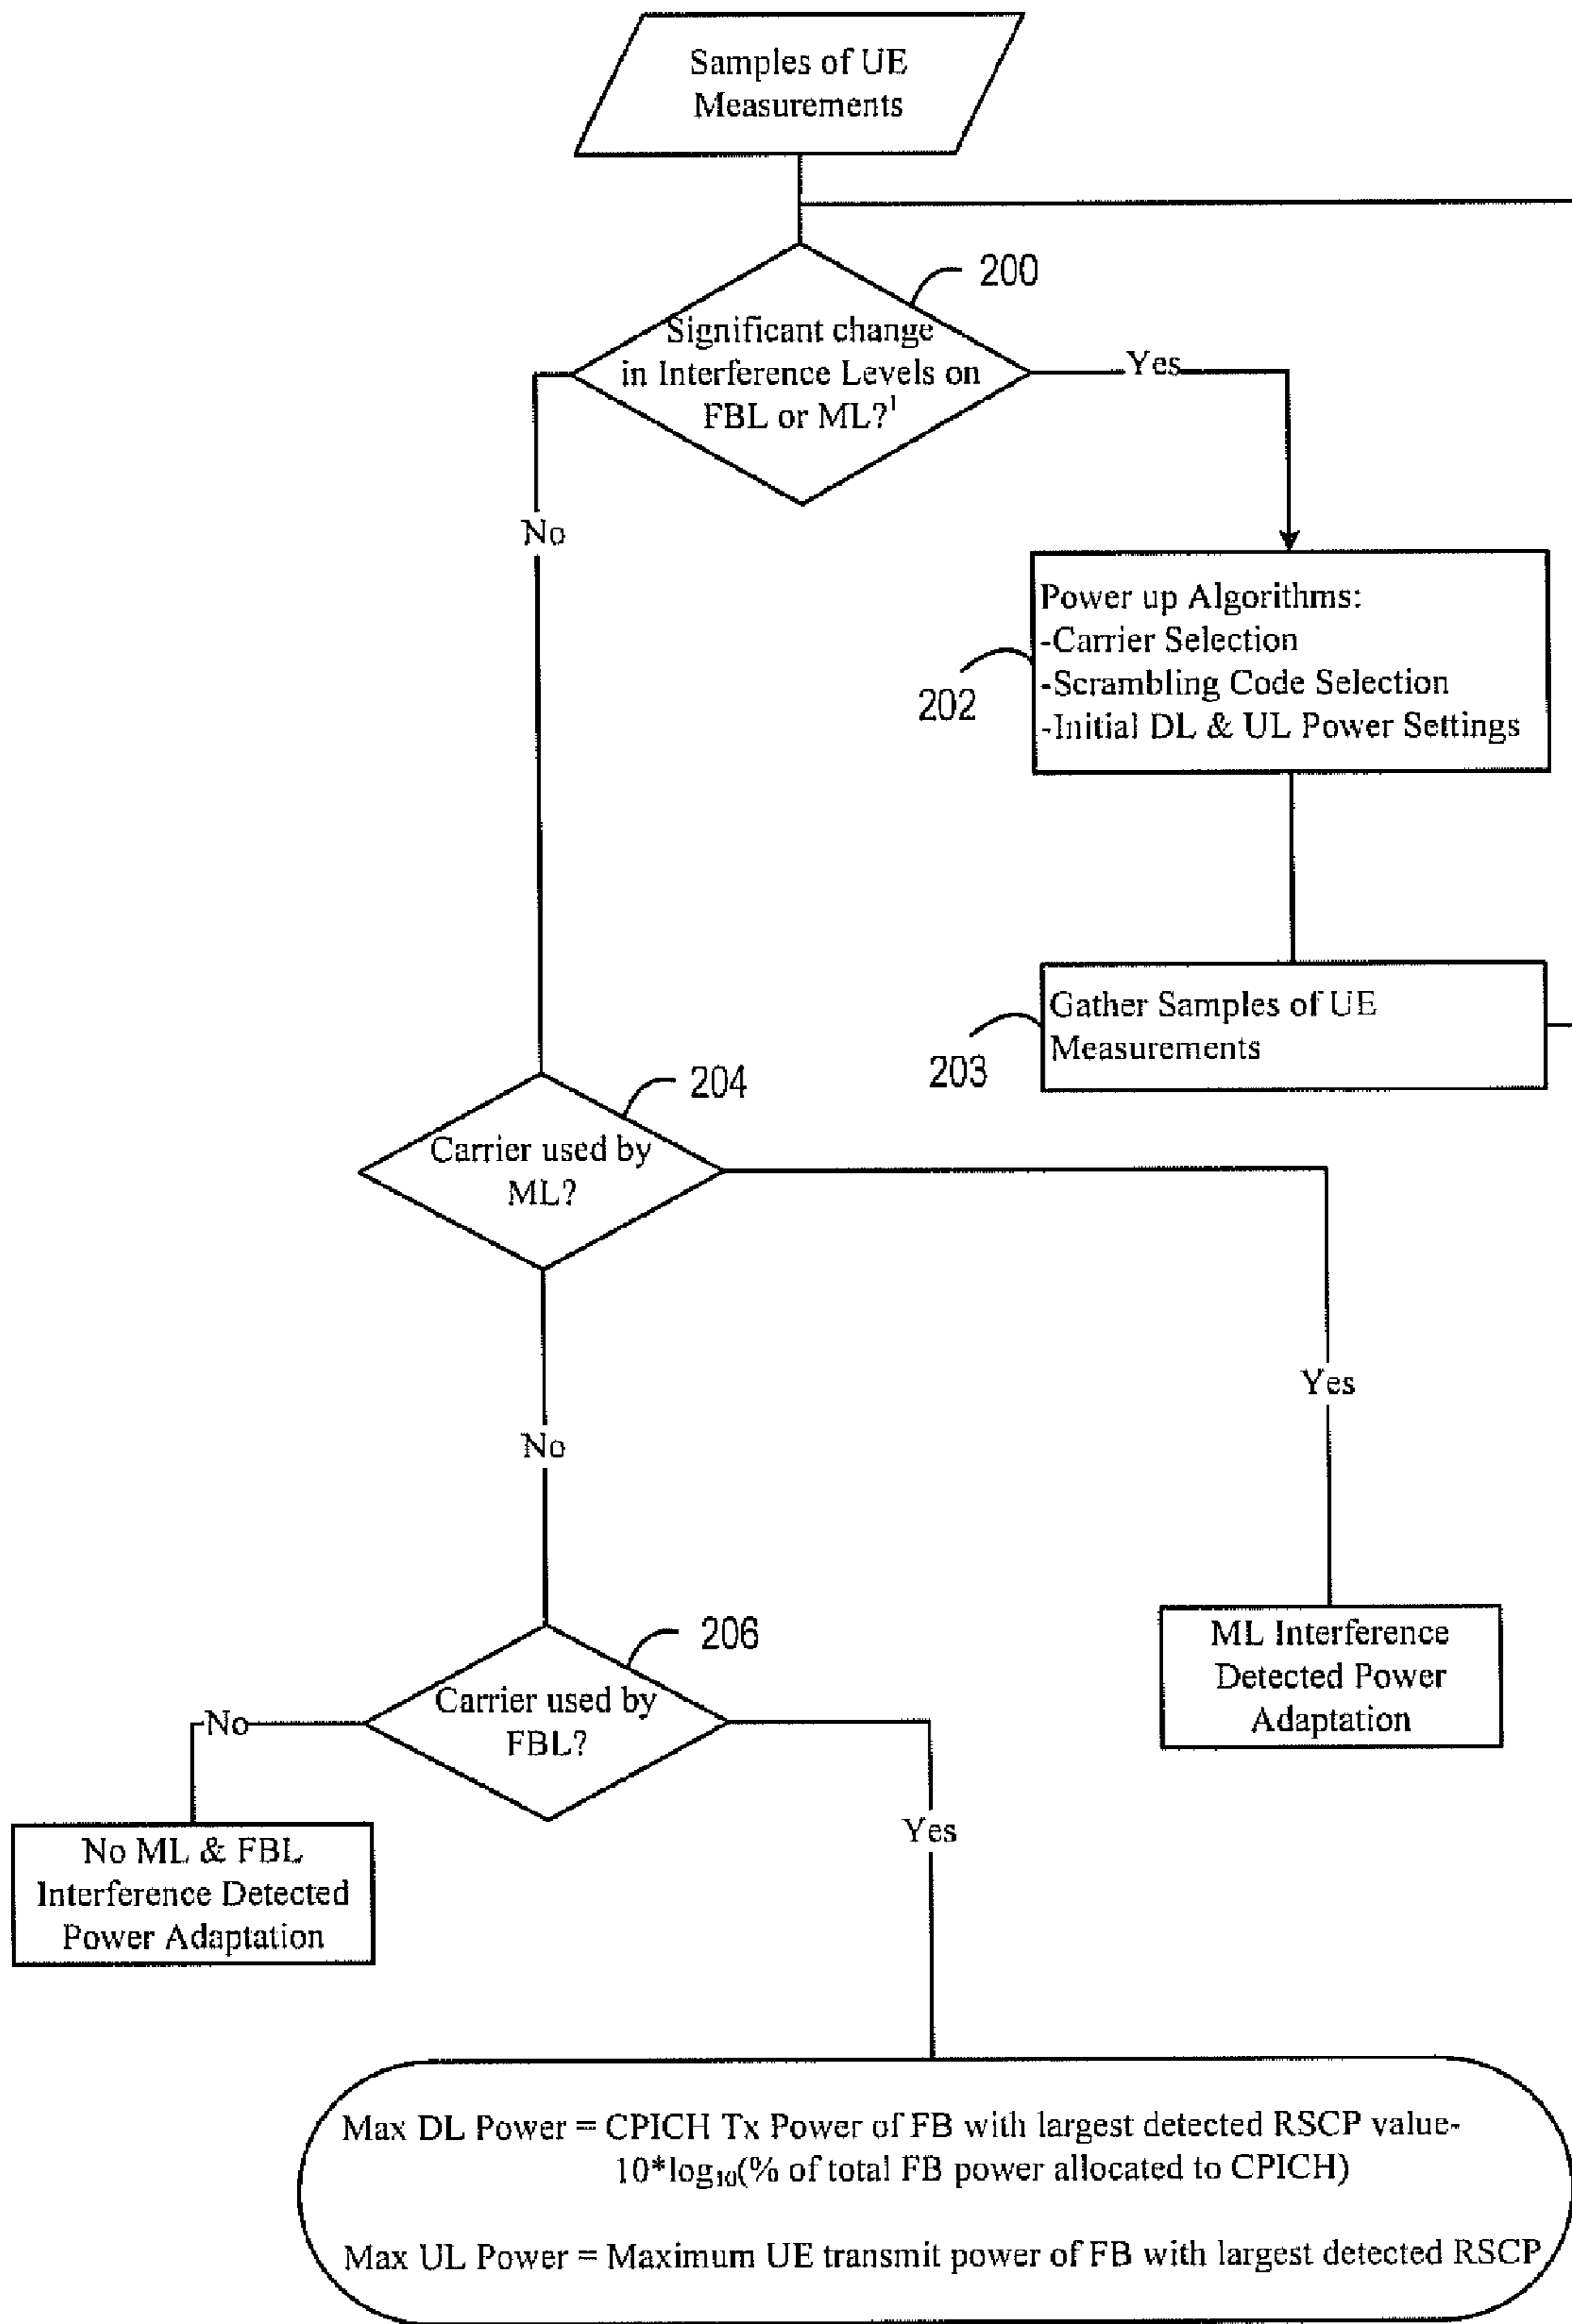 Samples of UE
Measurements
200
Significant change
in Interference Levels on
FBL or ML?¹
Yes
No
Power up Algorithms:
-Carrier Selection
-Scrambling Code Selection
-Initial DL & UL Power Settings
202
Gather Samples of UE
Measurements
203
204
Carrier used by
ML?
Yes
No
206
Carrier used by
FBL?
ML Interference
Detected Power
Adaptation
No
Yes
No ML & FBL
Interference Detected
Power Adaptation
Max DL Power = CPICH Tx Power of FB with largest detected RSCP value-
10*log₁₀(% of total FB power allocated to CPICH)
Max UL Power = Maximum UE transmit power of FB with largest detected RSCP